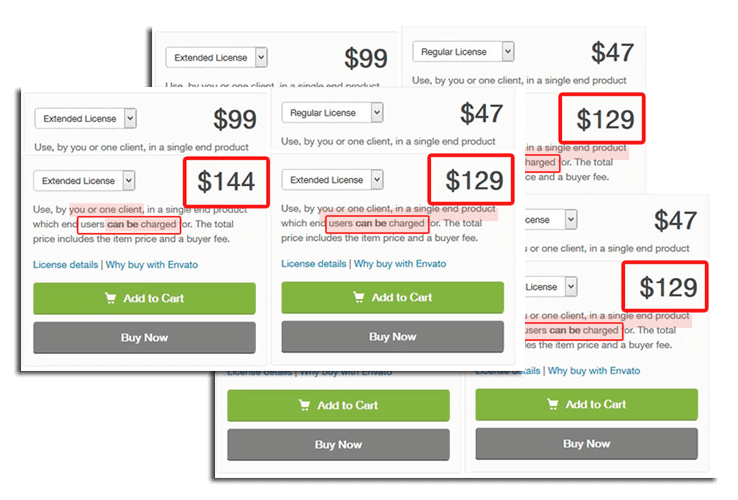 Extended License
$99
Regular License
$47
Use, by you or one client, in a single end product
Extended License
$99
Regular License
$47
Use, by you or one client, in a single end product
Use, by you or one client, in a single end product
$129
in a single end product
charged for. The total
ce and a buyer fee.
Extended License
$144
Use, by you or one client, in a single end product
which end users can be charged for. The total
price includes the item price and a buyer fee.
License details | Why buy with Envato
Add to Cart
Buy Now
Extended License
$129
Use, by you or one client, in a single end product
which end users can be charged for. The total
price includes the item price and a buyer fee.
License details | Why buy with Envato
Add to Cart
Buy Now
cense
$47
u or one client, in a single end product
License
$129
u or one client, in a single end product
users can be charged for. The total
es the item price and a buyer fee.
License details | Why buy with Envato
Add to Cart
Buy Now
Why buy with Envato
Add to Cart
Buy Now